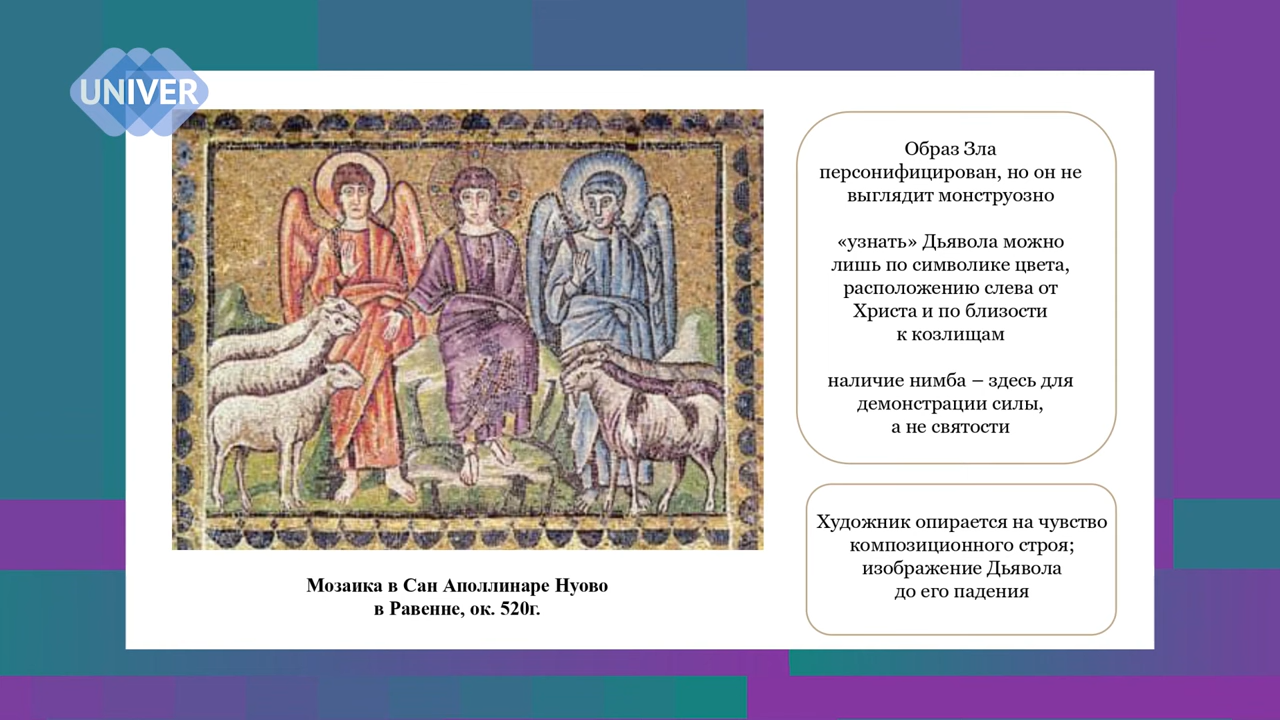 UNIVER
Образ Зла
персонифицирован, но он не
выглядит монструозно
«узнать» Дьявола можно
лишь по символике цвета,
расположению слева от
Христа и по близости
к козлищам
наличие нимба – здесь для
демонстрации силы,
а не святости
Художник опирается на чувство
композиционного строя;
изображение Дьявола
до его падения
Мозаика в Сан Аполлинаре Нуово
в Равенне, ок. 520г.